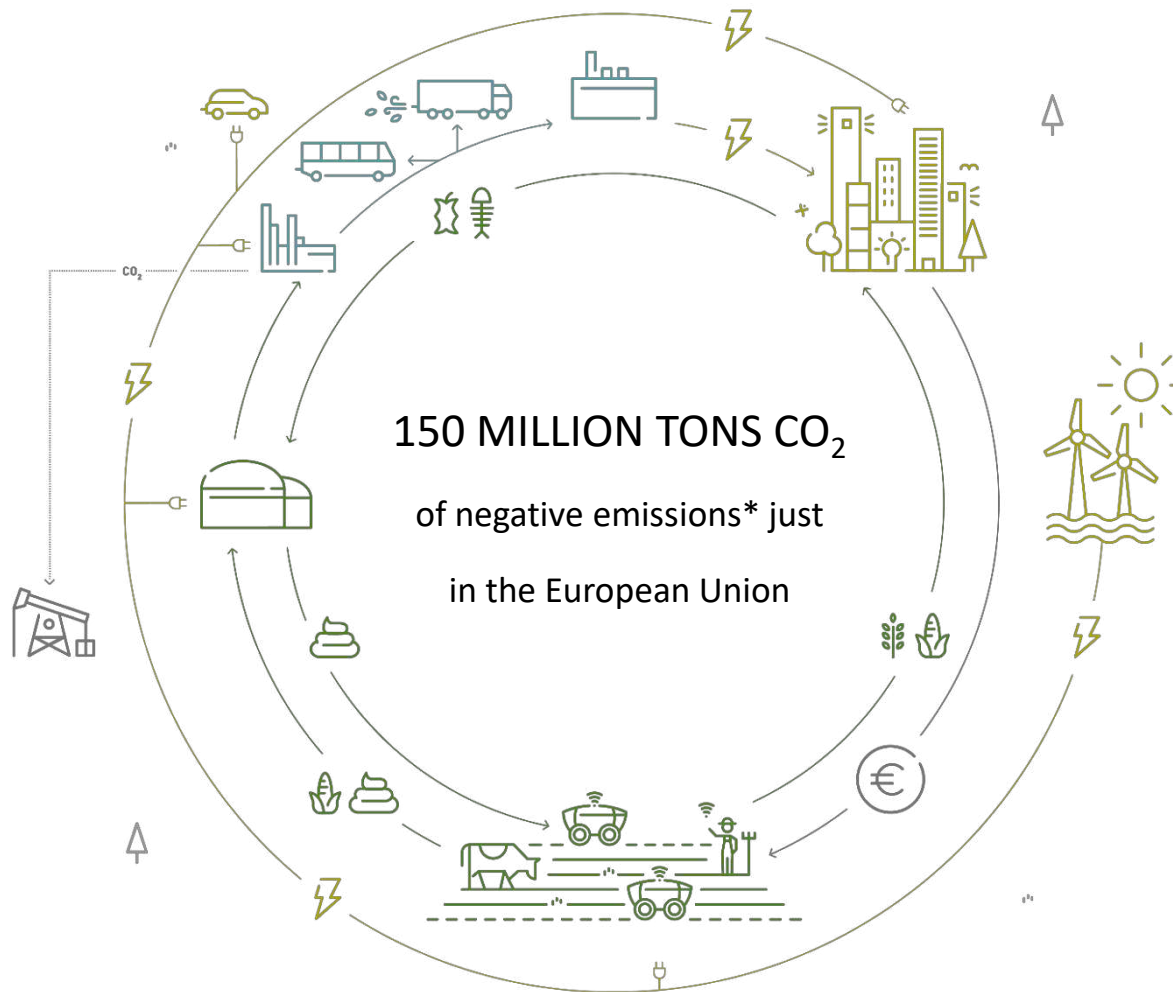 CO₂
150 MILLION TONS CO₂
of negative emissions* just
in the European Union
€